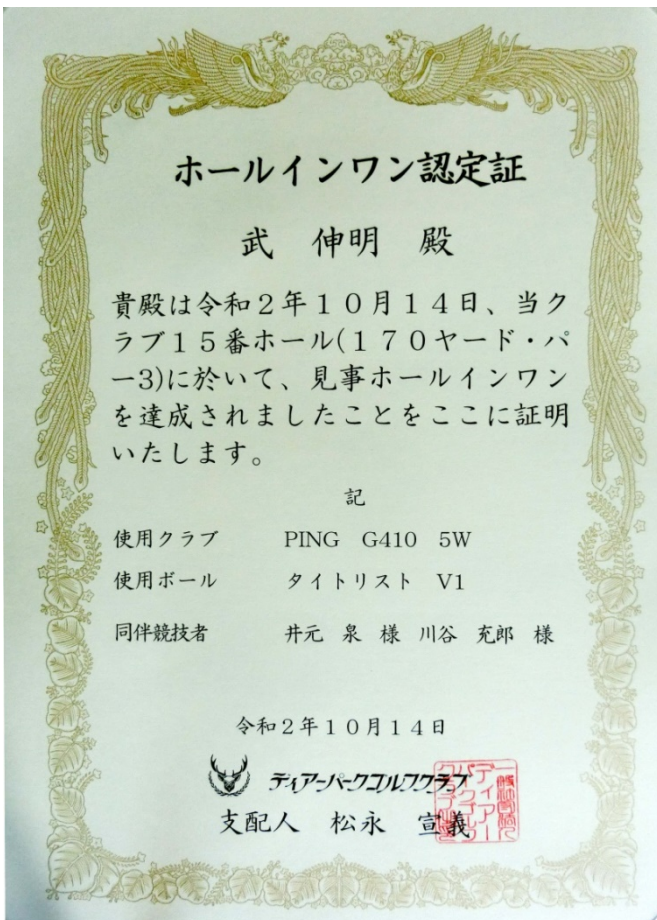 ホールインワン認定証
武　伸明　殿
貴殿は令和２年１０月１４日、当ク
ラブ１５番ホール(１７０ヤード・パ
ー3)に於いて、見事ホールインワン
を達成されましたことをここに証明
いたします。
記
使用クラブ　PING　G410　5W
使用ボール　タイトリスト　V1
同伴競技者　井元　泉　様　川谷　充郎　様
令和２年１０月１４日
ディアーパークゴルフクラブ
支配人　松永　宣義